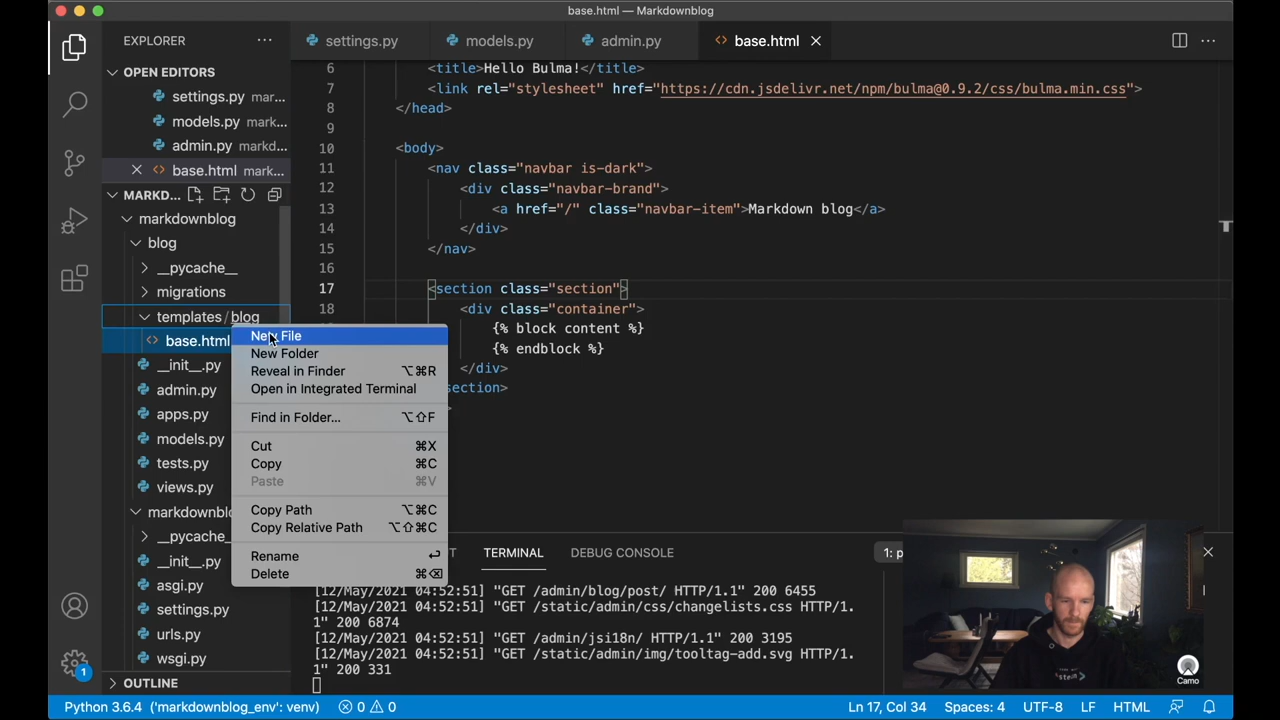 base.html — Markdownblog
EXPLORER
settings.py
models.py
admin.py
base.html
OPEN EDITORS
settings.py mar...
models.py mark...
admin.py markd...
base.html mark...
MARKD...
markdownblog
blog
__pycache__
migrations
templates/blog
base.html
__init__.py
admin.py
apps.py
models.py
tests.py
views.py
markdownbl
__pycache_
__init__.py
asgi.py
settings.py
urls.py
wsgi.py
OUTLINE
6 <title>Hello Bulma!</title>
7 <link rel="stylesheet" href="https://cdn.jsdelivr.net/npm/bulma@0.9.2/css/bulma.min.css">
8 </head>
9
10 <body>
11 <nav class="navbar is-dark">
12 <div class="navbar-brand">
13 <a href="/" class="navbar-item">Markdown blog</a>
14 </div>
15 </nav>
16
17 <section class="section">
18 <div class="container">
{% block content %}
{% endblock %}
</div>
section>
>
New File
New Folder
Reveal in Finder ⌥⌘R
Open in Integrated Terminal
Find in Folder... ⌥⇧F
Cut ⌘X
Copy ⌘C
Paste ⌘V
Copy Path ⌥⌘C
Copy Relative Path ⌥⇧⌘C
Rename ↩
Delete ⌘⌫
T
TERMINAL
DEBUG CONSOLE
1: p
[12/May/2021 04:52:51] "GET /admin/blog/post/ HTTP/1.1" 200 6455
[12/May/2021 04:52:51] "GET /static/admin/css/changelists.css HTTP/1.
1" 200 6874
[12/May/2021 04:52:51] "GET /admin/jsi18n/ HTTP/1.1" 200 3195
[12/May/2021 04:52:51] "GET /static/admin/img/tooltag-add.svg HTTP/1.
1" 200 331
Camo
1
Python 3.6.4 ('markdownblog_env': venv)
0
0
Ln 17, Col 34
Spaces: 4
UTF-8
LF
HTML